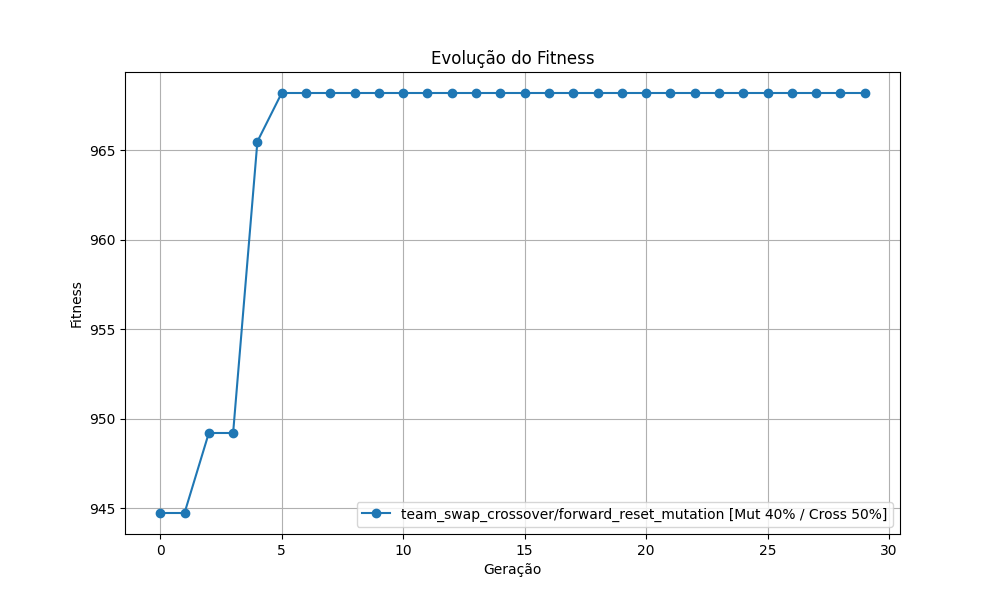 Evolução do Fitness
Fitness
965
960
955
950
945
team_swap_crossover/forward_reset_mutation [Mut 40% / Cross 50%]
0 5 10 15 20 25 30
Geração